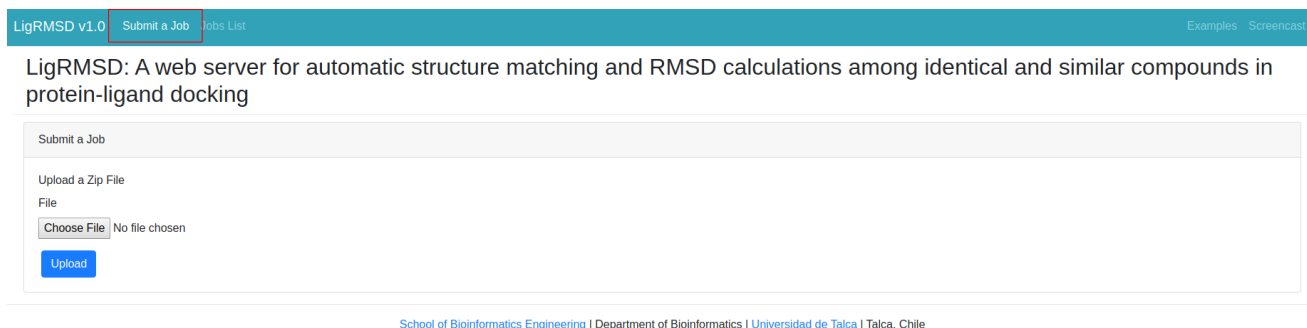 LigRMSD v1.0 Submit a Job Jobs List Examples Screencast
LigRMSD: A web server for automatic structure matching and RMSD calculations among identical and similar compounds in
protein-ligand docking
Submit a Job
Upload a Zip File
File
Choose File No file chosen
Upload
School of Bioinformatics Engineering | Department of Bioinformatics | Universidad de Talca | Talca, Chile